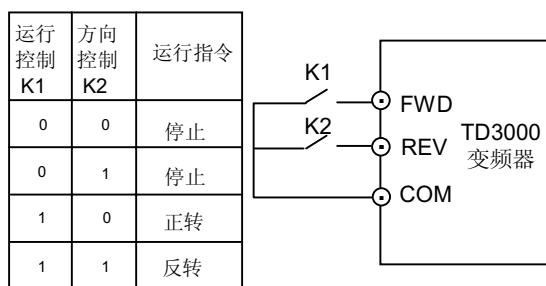 运行控制 K1 方向控制 K2 运行指令
0 0 停止
0 1 停止
1 0 正转
1 1 反转
K1
K2
FWD
REV
COM
TD3000
变频器